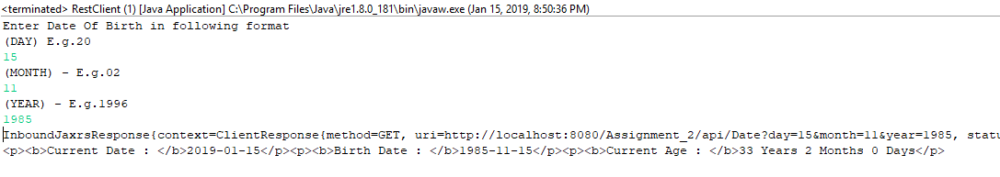 <terminated> RestClient (1) [Java Application] C:\Program Files\Java\jre1.8.0_181\bin\javaw.exe (Jan 15, 2019, 8:50:36 PM)
Enter Date Of Birth in following format
(DAY) E.g.20
15
(MONTH) - E.g.02
11
(YEAR) - E.g.1996
1985
InboundJaxrsResponse{context=ClientResponse{method=GET, uri=http://localhost:8080/Assignment_2/api/Date?day=15&month=11&year=1985, statu
<p><b>Current Date : </b>2019-01-15</p><p><b>Birth Date : </b>1985-11-15</p><p><b>Current Age : </b>33 Years 2 Months 0 Days</p>